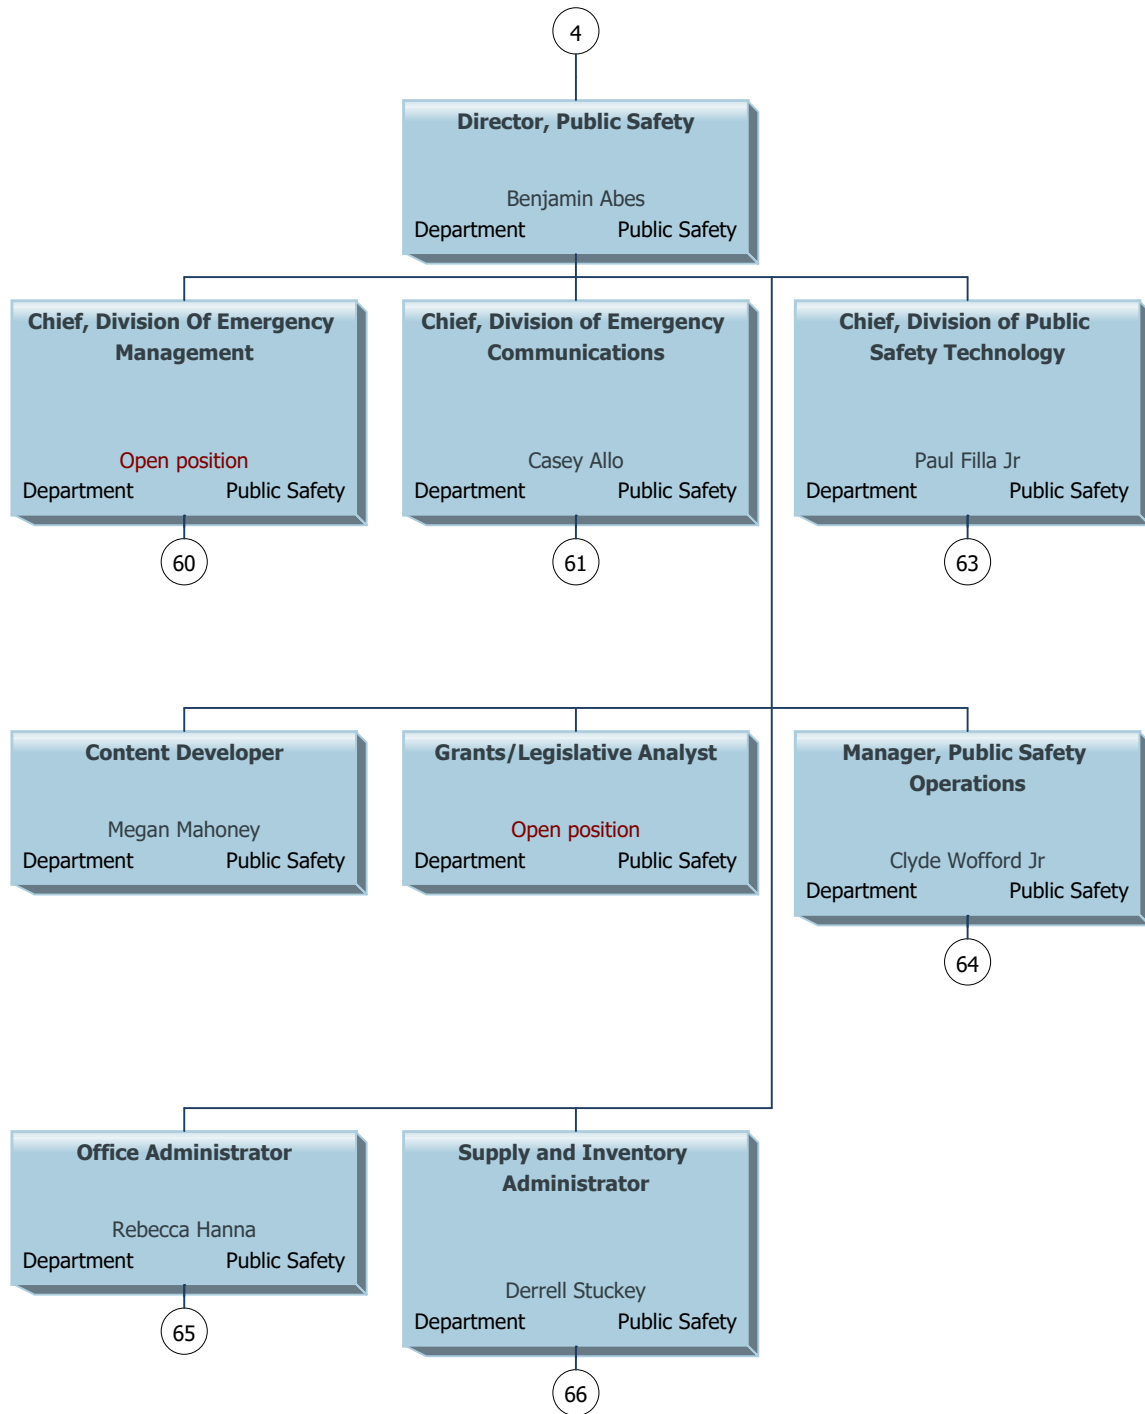 4
Director, Public Safety
Benjamin Abes
Department Public Safety
Chief, Division Of Emergency
Management
Open position
Department Public Safety
60
Chief, Division of Emergency
Communications
Casey Allo
Department Public Safety
61
Chief, Division of Public
Safety Technology
Paul Filla Jr
Department Public Safety
63
Content Developer
Megan Mahoney
Department Public Safety
Grants/Legislative Analyst
Open position
Department Public Safety
Manager, Public Safety
Operations
Clyde Wofford Jr
Department Public Safety
64
Office Administrator
Rebecca Hanna
Department Public Safety
65
Supply and Inventory
Administrator
Derrell Stuckey
Department Public Safety
66